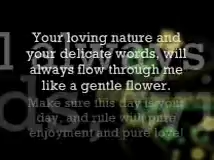 Your loving nature and
your delicate words, will
always flow through me
like a gentle flower.
Make sure this day is your
day, and rule with pure
enjoyment and pure love!